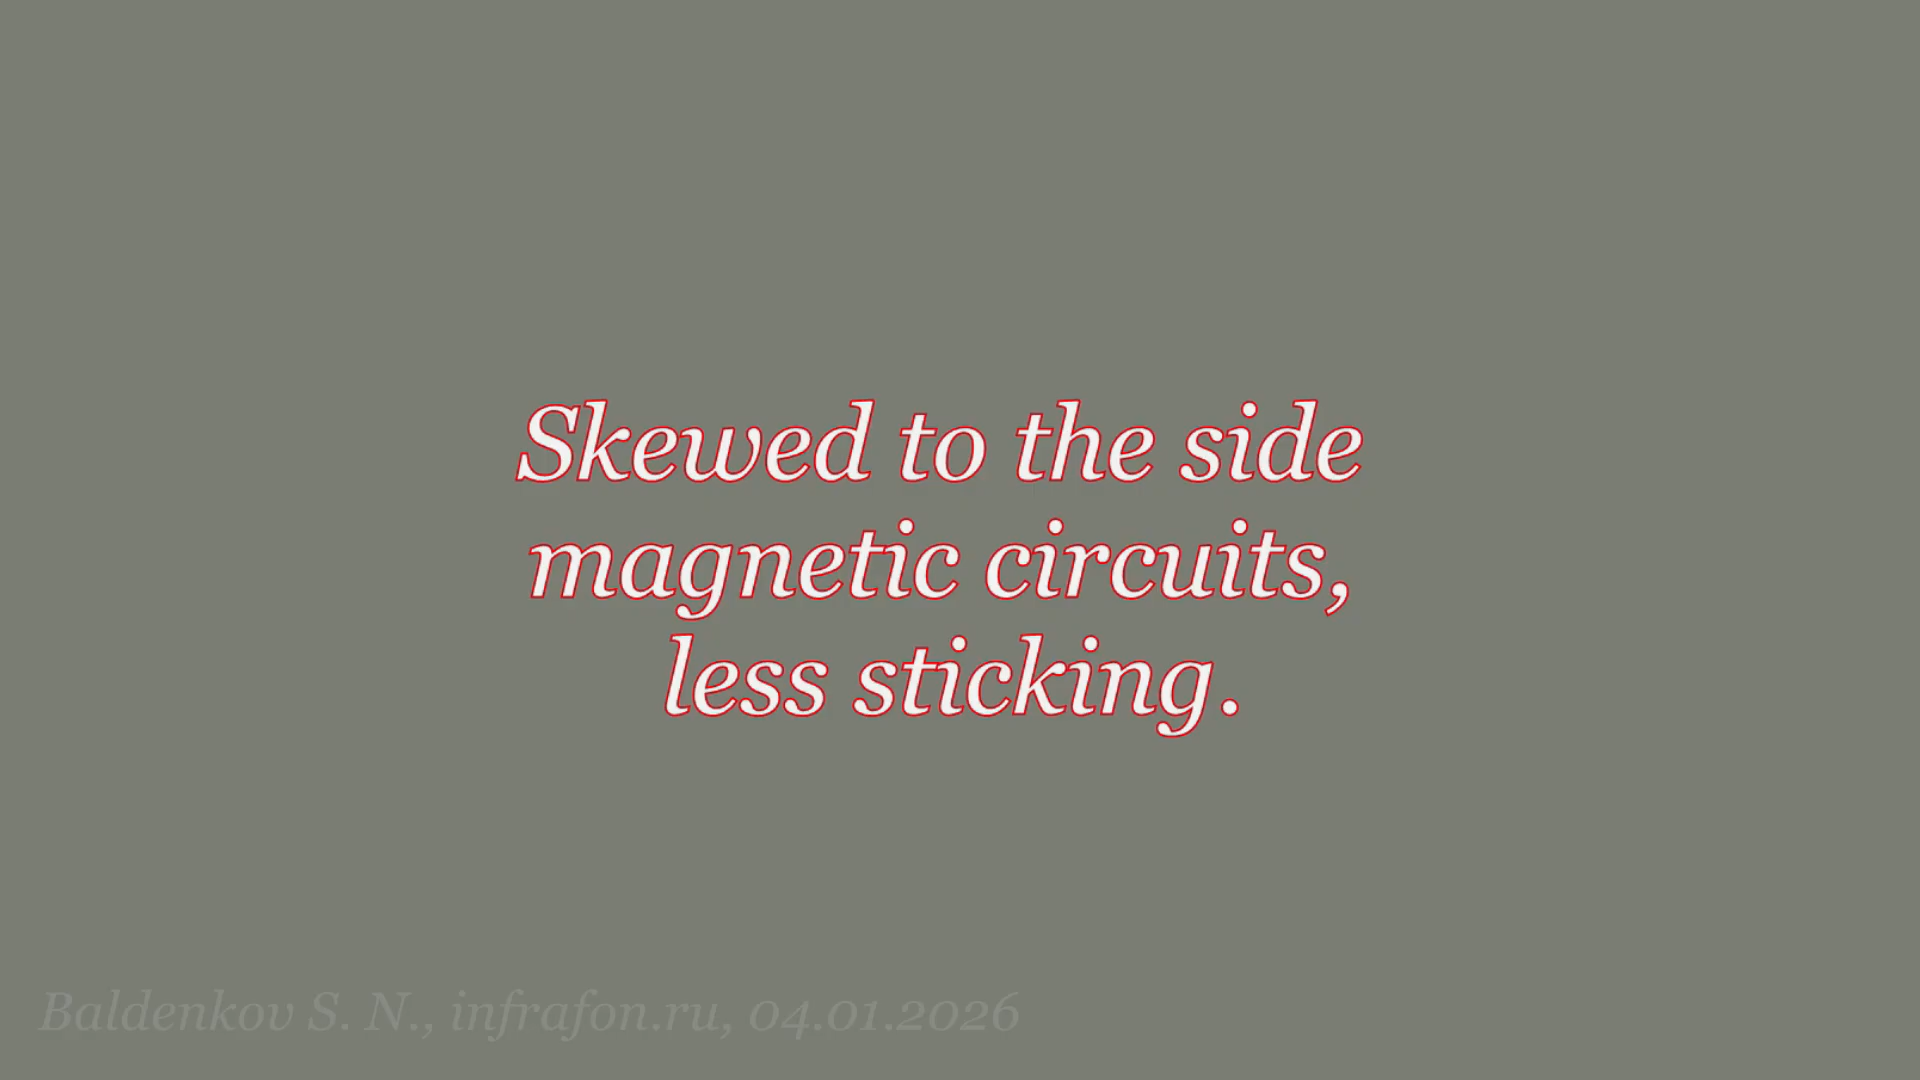 Skewed to the side
magnetic circuits,
less sticking.
Baldenkov S. N., infrafon.ru, 04.01.2026